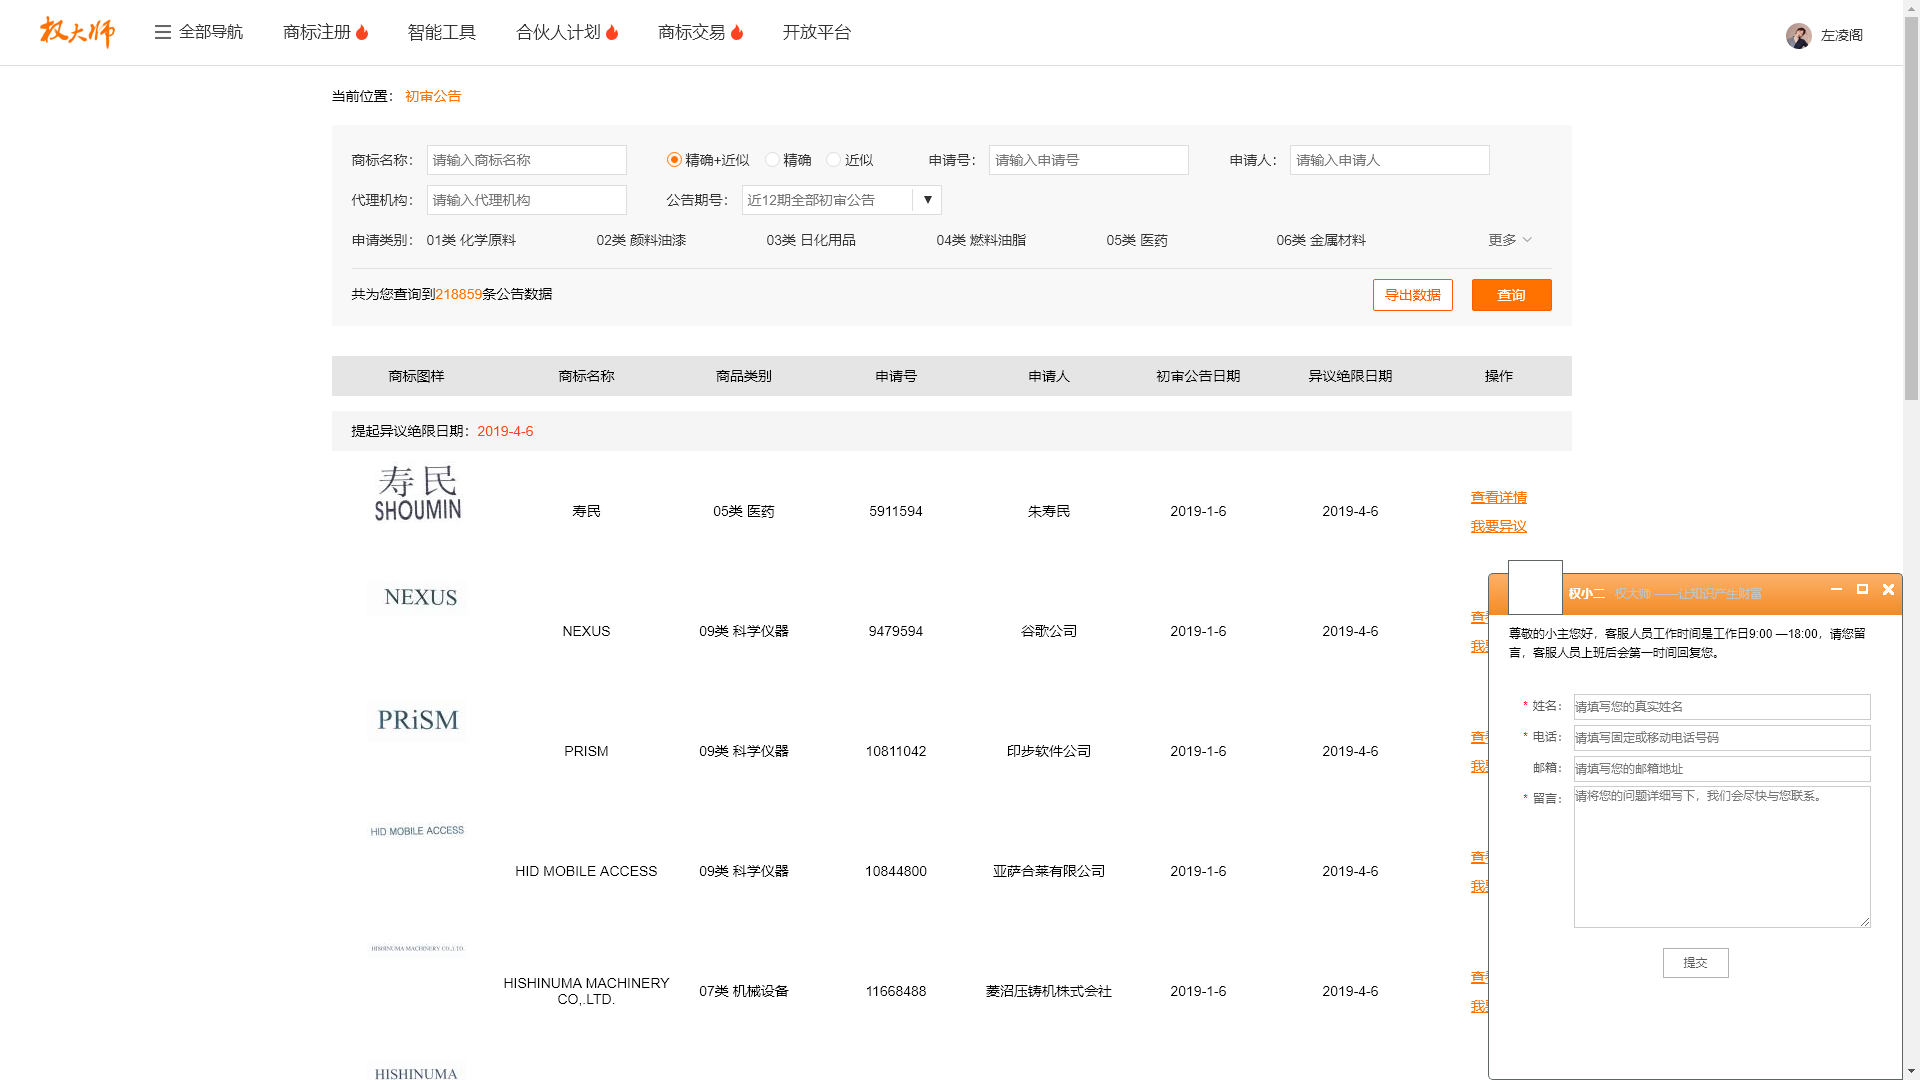 权大师 全部导航 商标注册 智能工具 合伙人计划 商标交易 开放平台 左凌阁
当前位置： 初审公告
商标名称： 请输入商标名称 精确+近似 精确 近似 申请号： 请输入申请号 申请人： 请输入申请人
代理机构： 请输入代理机构 公告期号： 近12期全部初审公告
申请类别： 01类 化学原料 02类 颜料油漆 03类 日化用品 04类 燃料油脂 05类 医药 06类 金属材料 更多
共为您查询到218859条公告数据 导出数据 查询
商标图样 商标名称 商品类别 申请号 申请人 初审公告日期 异议绝限日期 操作
提起异议绝限日期：2019-4-6
寿民
SHOUMIN
寿民 05类 医药 5911594 朱寿民 2019-1-6 2019-4-6 查看详情
我要异议
NEXUS
NEXUS 09类 科学仪器 9479594 谷歌公司 2019-1-6 2019-4-6
PRiSM
PRISM 09类 科学仪器 10811042 印步软件公司 2019-1-6 2019-4-6
HID MOBILE ACCESS
HID MOBILE ACCESS 09类 科学仪器 10844800 亚萨合莱有限公司 2019-1-6 2019-4-6
HISHINUMA MACHINERY CO.,LTD.
HISHINUMA MACHINERY CO,.LTD. 07类 机械设备 11668488 菱沼压铸机株式会社 2019-1-6 2019-4-6
HISHINUMA
权小二 权大师 ——让知识产生财富
尊敬的小主您好，客服人员工作时间是工作日9:00 —18:00，请您留
言，客服人员上班后会第一时间回复您。
* 姓名： 请填写您的真实姓名
* 电话： 请填写固定或移动电话号码
邮箱： 请填写您的邮箱地址
* 留言： 请将您的问题详细写下，我们会尽快与您联系。
提交